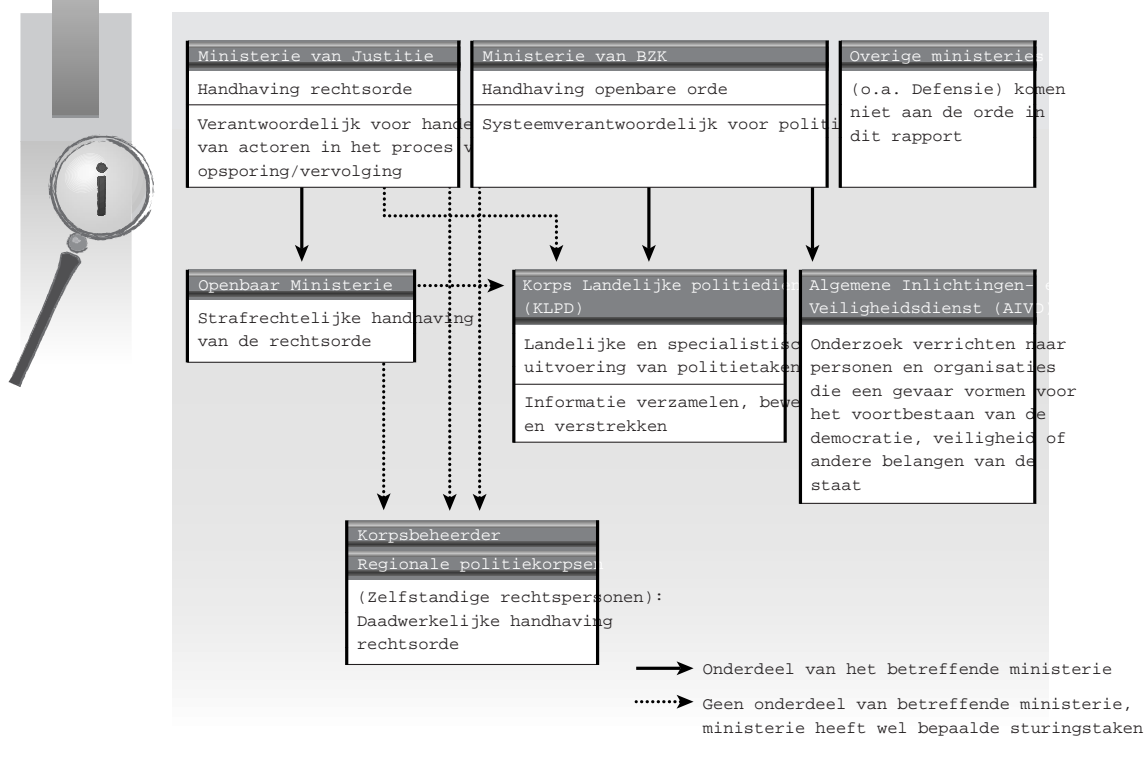 Ministerie van Justitie
Handhaving rechtsorde
Verantwoordelijk voor hande
van actoren in het proces v
opsporing/vervolging
Ministerie van BZK
Handhaving openbare orde
Systeemverantwoordelijk voor politi
Overige ministeries
(o.a. Defensie) komen
niet aan de orde in
dit rapport
Openbaar Ministerie
Strafrechtelijke handhaving
van de rechtsorde
Korps Landelijke politiedien
(KLPD)
Landelijke en specialistisc
uitvoering van politietaken
Informatie verzamelen, bewe
en verstrekken
Algemene Inlichtingen- e
Veiligheidsdienst (AIVD)
Onderzoek verrichten naar
personen en organisaties
die een gevaar vormen voor
het voortbestaan van de
democratie, veiligheid of
andere belangen van de
staat
Korpsbeheerder
Regionale politiekorpsen
(Zelfstandige rechtspersonen):
Daadwerkelijke handhaving
rechtsorde
Onderdeel van het betreffende ministerie
Geen onderdeel van betreffende ministerie,
ministerie heeft wel bepaalde sturingstaken